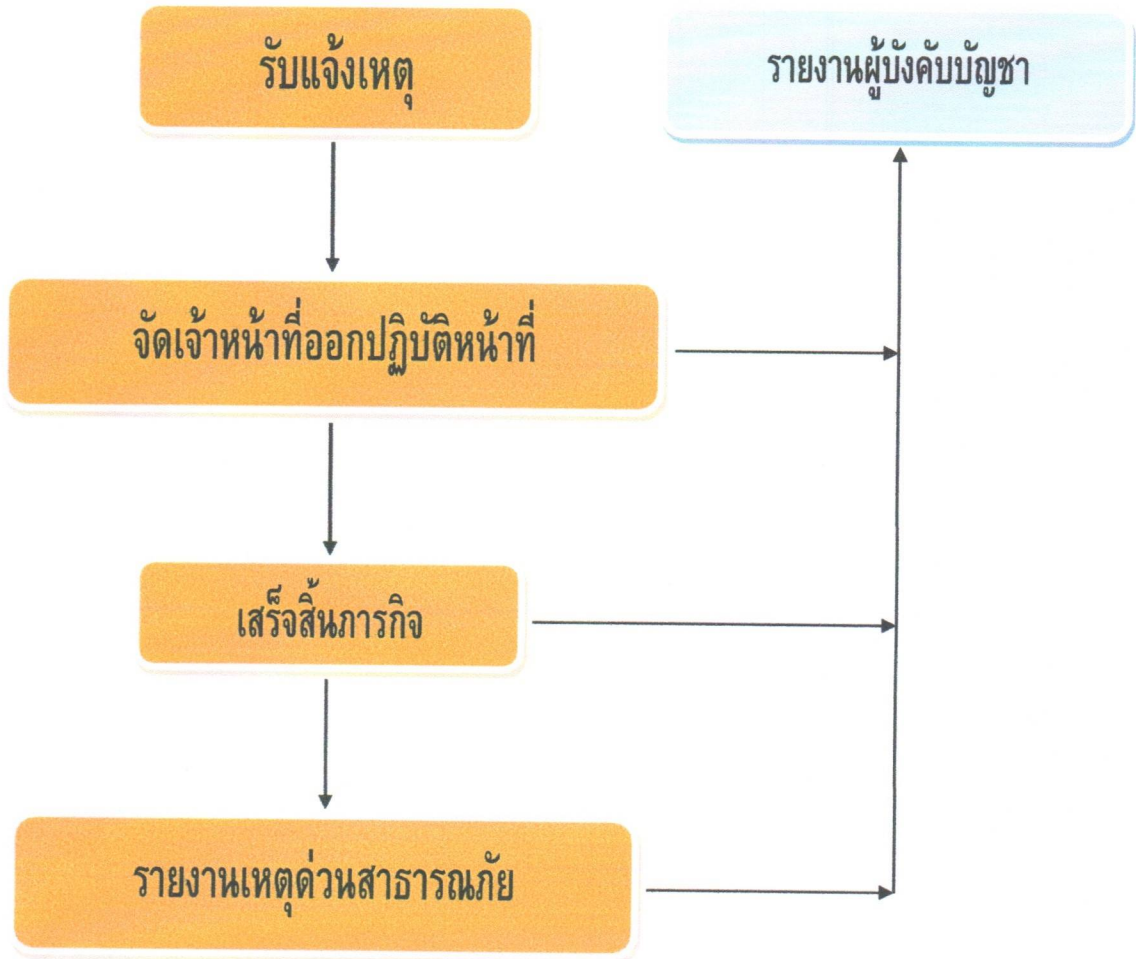 รับแจ้งเหตุ
รายงานผู้บังคับบัญชา
จัดเจ้าหน้าที่ออกปฏิบัติหน้าที่
เสร็จสิ้นภารกิจ
รายงานเหตุด่วนสาธารณภัย